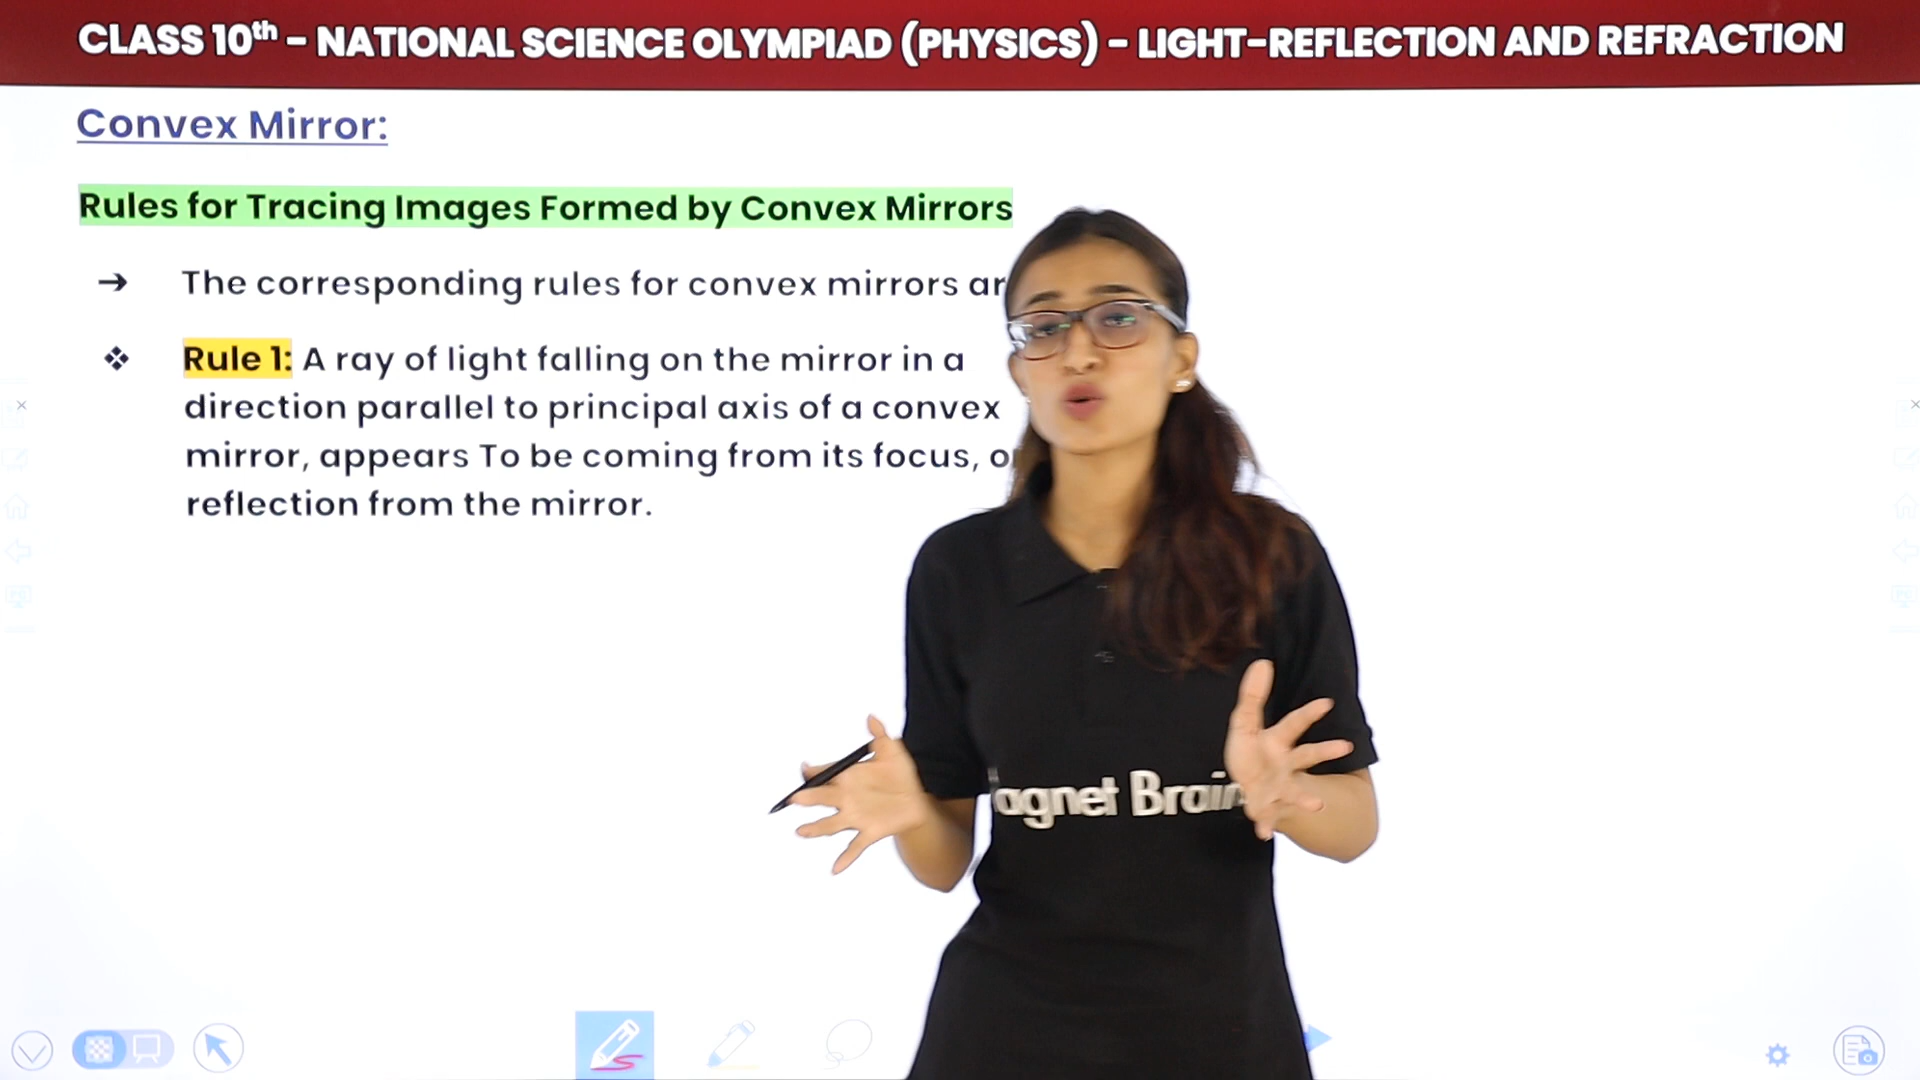 CLASS 10th – NATIONAL SCIENCE OLYMPIAD (PHYSICS) – LIGHT-REFLECTION AND REFRACTION
Convex Mirror:
Rules for Tracing Images Formed by Convex Mirrors
→ The corresponding rules for convex mirrors
❖ Rule 1: A ray of light falling on the mirror in a
direction parallel to principal axis of a convex
mirror, appears To be coming from its focus,
reflection from the mirror.
agnet Brain